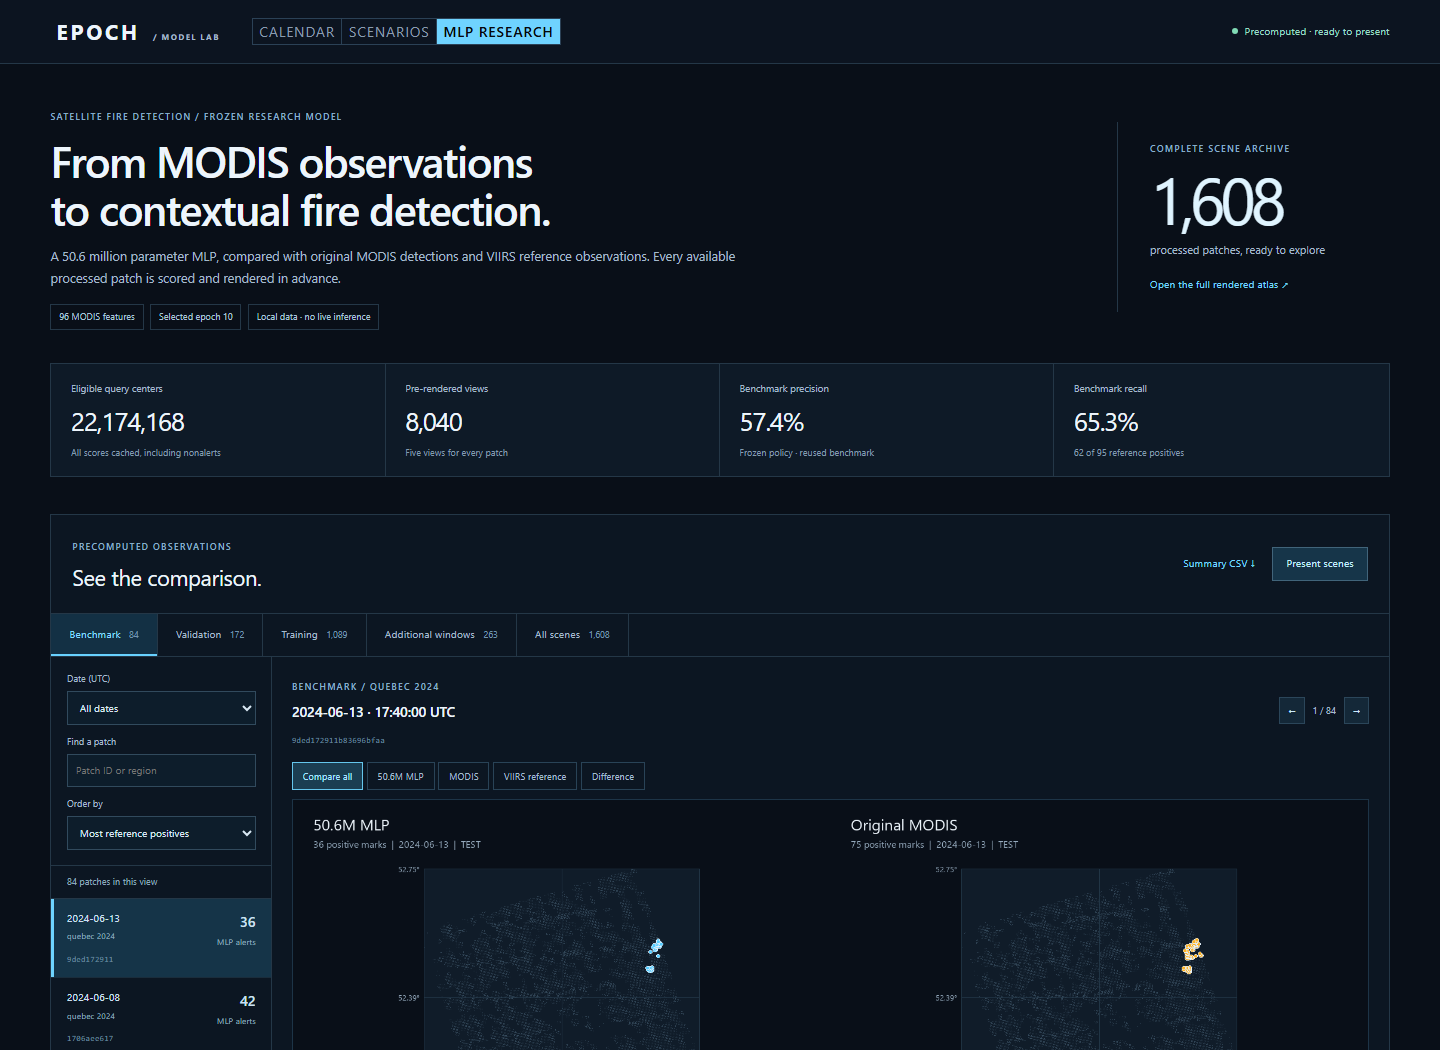 EPOCH / MODEL LAB
CALENDAR SCENARIOS MLP RESEARCH
Precomputed · ready to present
SATELLITE FIRE DETECTION / FROZEN RESEARCH MODEL
From MODIS observations
to contextual fire detection.
A 50.6 million parameter MLP, compared with original MODIS detections and VIIRS reference observations. Every available
processed patch is scored and rendered in advance.
96 MODIS features
Selected epoch 10
Local data · no live inference
COMPLETE SCENE ARCHIVE
1,608
processed patches, ready to explore
Open the full rendered atlas ↗
Eligible query centers
22,174,168
All scores cached, including nonalerts
Pre-rendered views
8,040
Five views for every patch
Benchmark precision
57.4%
Frozen policy · reused benchmark
Benchmark recall
65.3%
62 of 95 reference positives
PRECOMPUTED OBSERVATIONS
See the comparison.
Summary CSV ↓
Present scenes
Benchmark 84
Validation 172
Training 1,089
Additional windows 263
All scenes 1,608
Date (UTC)
All dates
Find a patch
Patch ID or region
Order by
Most reference positives
84 patches in this view
2024-06-13
36
quebec 2024
MLP alerts
9ded172911
2024-06-08
42
quebec 2024
MLP alerts
1706aee617
BENCHMARK / QUEBEC 2024
2024-06-13 · 17:40:00 UTC
9ded172911b83696bfaa
← 1 / 84 →
Compare all
50.6M MLP
MODIS
VIIRS reference
Difference
50.6M MLP
36 positive marks | 2024-06-13 | TEST
52.75°
52.39°
Original MODIS
75 positive marks | 2024-06-13 | TEST
52.75°
52.39°